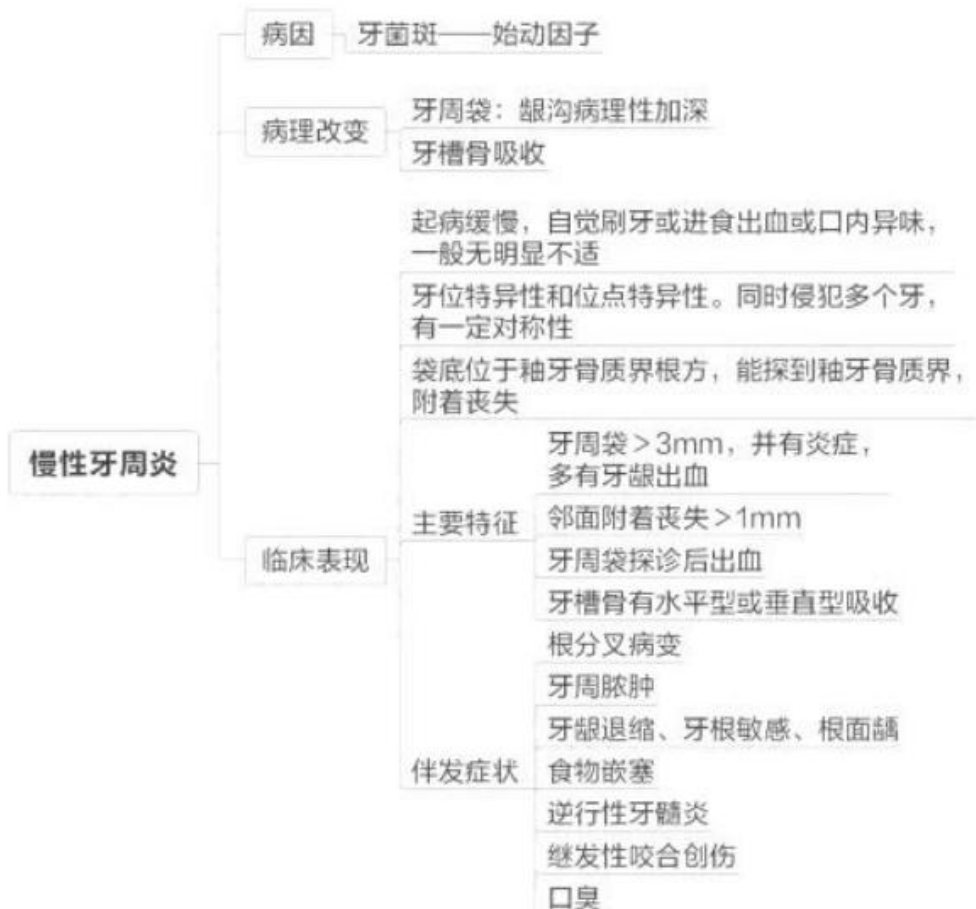 病因
牙菌斑——始动因子
病理改变
牙周袋：龈沟病理性加深
牙槽骨吸收
慢性牙周炎
临床表现
起病缓慢，自觉刷牙或进食出血或口内异味，
一般无明显不适
牙位特异性和位点特异性。同时侵犯多个牙，
有一定对称性
袋底位于釉牙骨质界根方，能探到釉牙骨质界，
附着丧失
主要特征
牙周袋＞3mm，并有炎症，
多有牙龈出血
邻面附着丧失＞1mm
牙周袋探诊后出血
牙槽骨有水平型或垂直型吸收
伴发症状
根分叉病变
牙周脓肿
牙龈退缩、牙根敏感、根面龋
食物嵌塞
逆行性牙髓炎
继发性咬合创伤
口臭